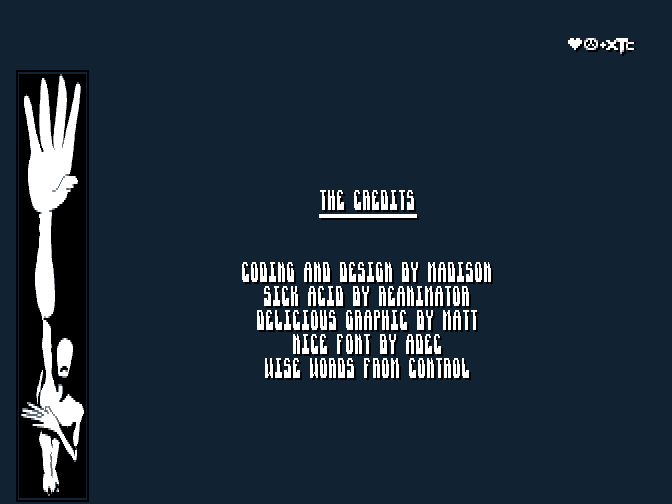 +XTC
THE CREDITS
CODING AND DESIGN BY MADISON
SICK ACID BY REANIMATOR
DELICIOUS GRAPHIC BY MATT
NICE FONT BY ADEC
WISE WORDS FROM CONTROL